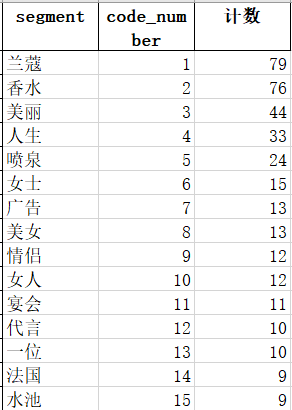 segment code_number 计数
兰蔻 1 79
香水 2 76
美丽 3 44
人生 4 33
喷泉 5 24
女士 6 15
广告 7 13
美女 8 13
情侣 9 12
女人 10 12
宴会 11 11
代言 12 10
一位 13 10
法国 14 9
水池 15 9